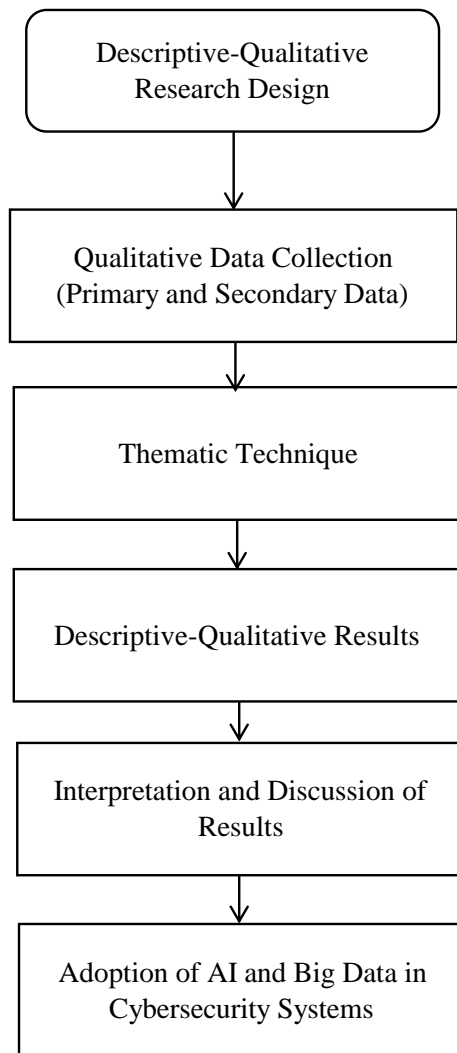 Descriptive-Qualitative
Research Design
Qualitative Data Collection
(Primary and Secondary Data)
Thematic Technique
Descriptive-Qualitative Results
Interpretation and Discussion of
Results
Adoption of AI and Big Data in
Cybersecurity Systems